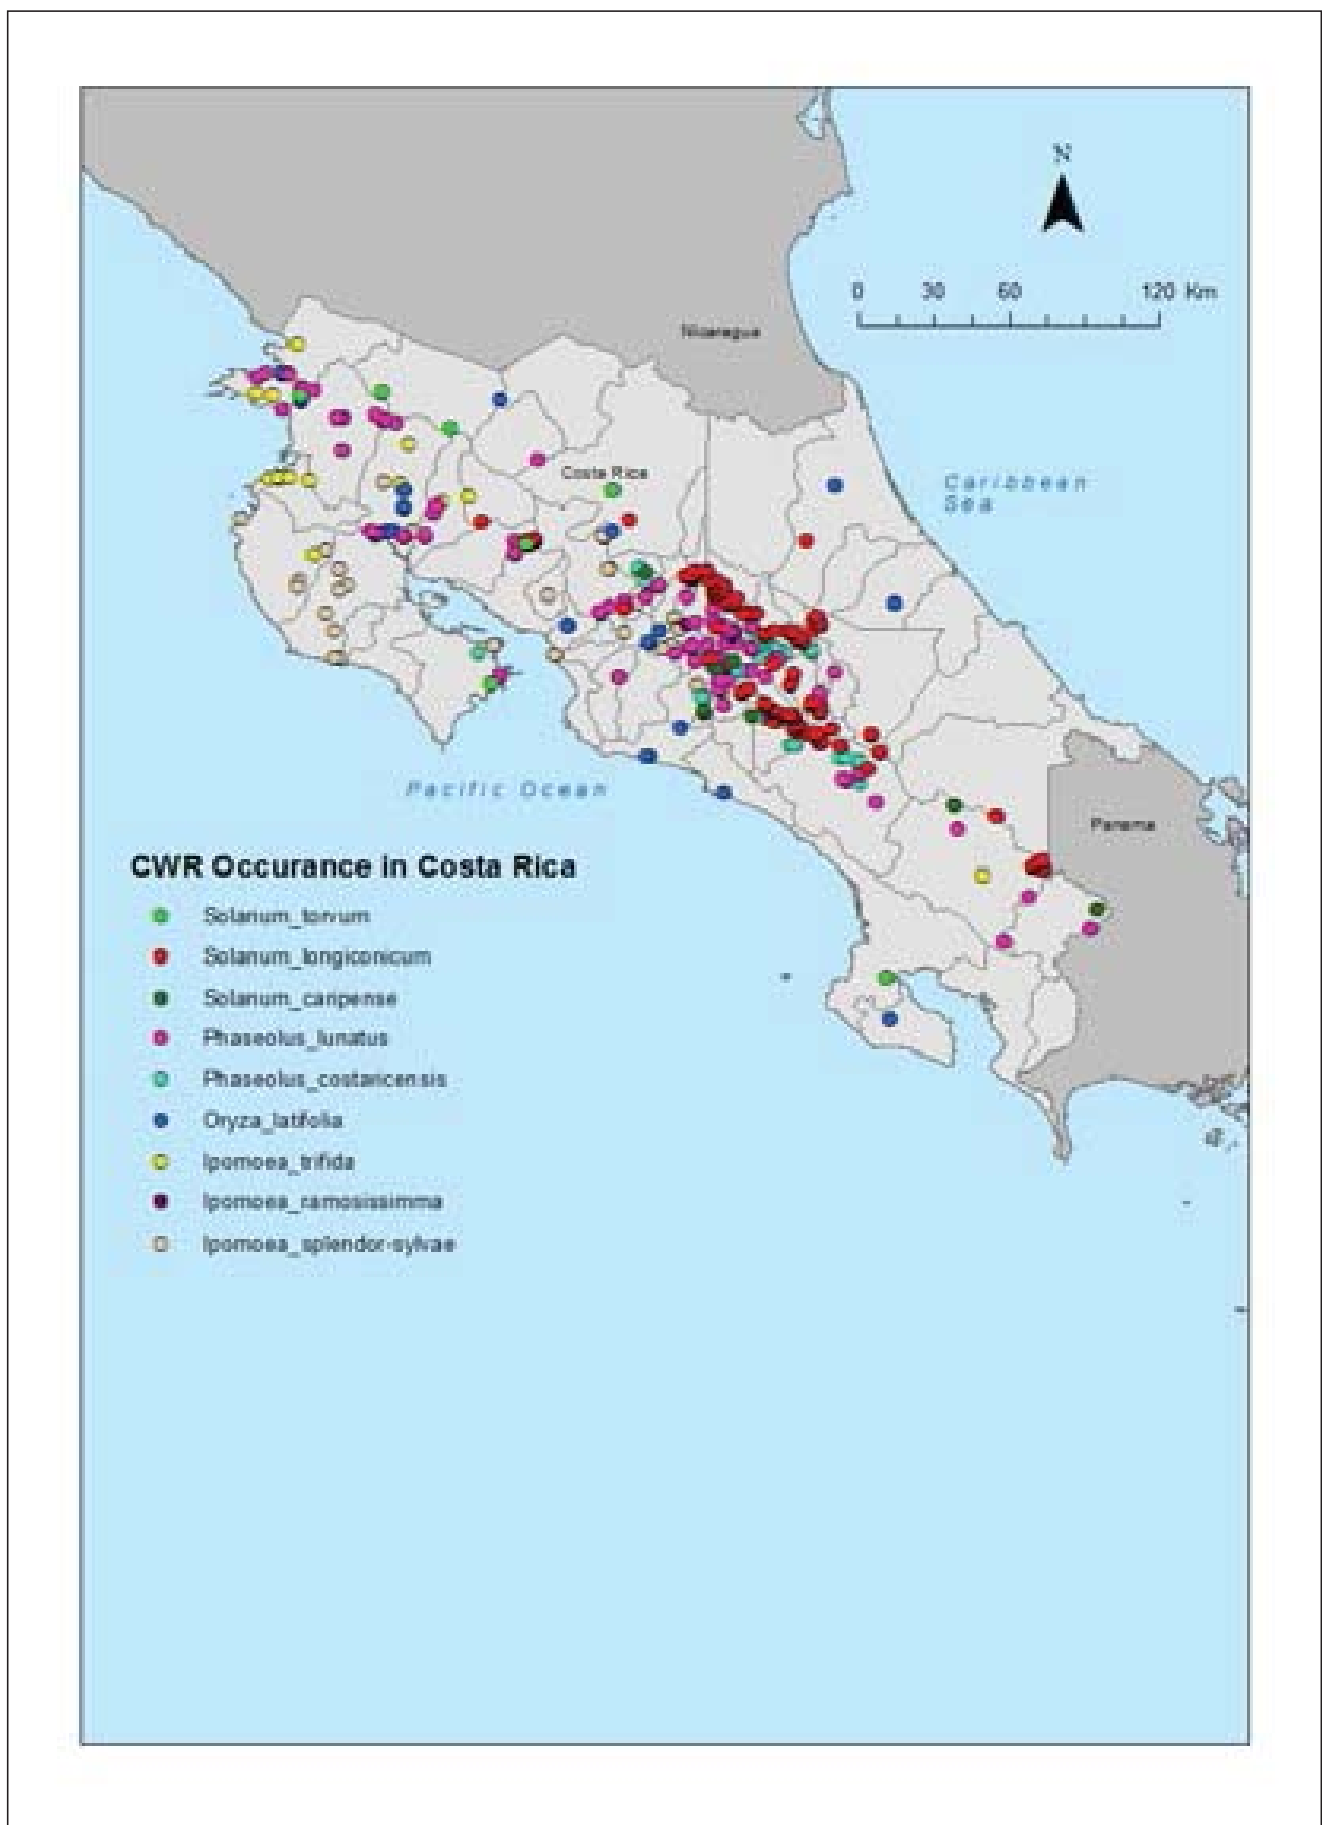 N
0 30 60 120 Km
Nicaragua
Costa Rica
Caribbean
Sea
Pacific Ocean
Panama
CWR Occurance in Costa Rica
Solanum_torvum
Solanum_longiconicum
Solanum_caripense
Phaseolus_lunatus
Phaseolus_costaricensis
Oryza_latifolia
Ipomoea_trifida
Ipomoea_ramosissimma
Ipomoea_splendor-sylvae